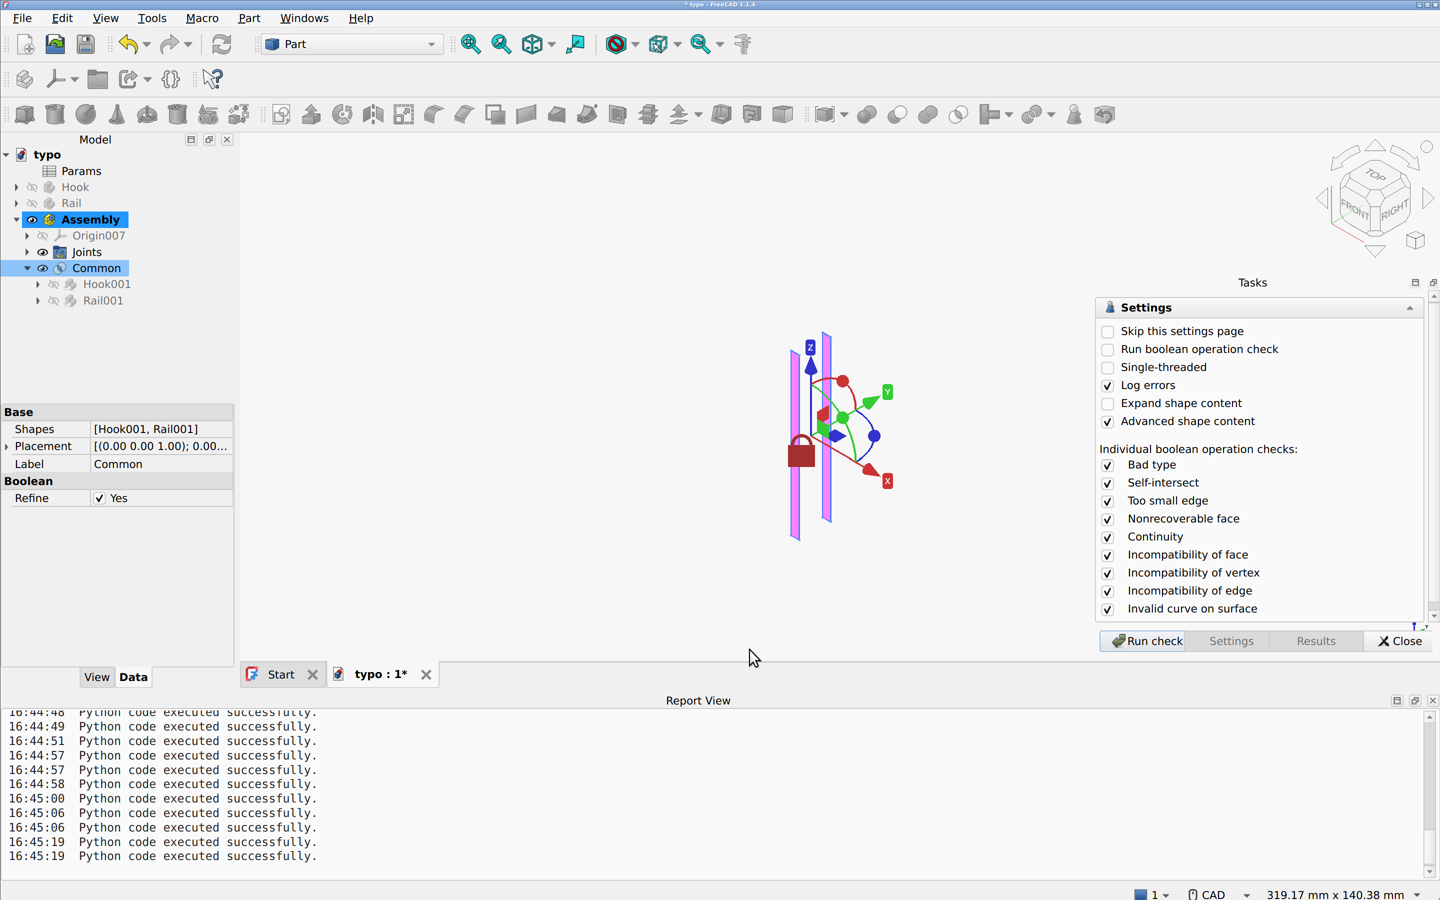 * typo - FreeCAD 1.1.4
File Edit View Tools Macro Part Windows Help
Part
Model
typo
Params
Hook
Rail
Assembly
Origin007
Joints
Common
Hook001
Rail001
TOP
FRONT
RIGHT
Z
Y
X
Tasks
Settings
Skip this settings page
Run boolean operation check
Single-threaded
Log errors
Expand shape content
Advanced shape content
Individual boolean operation checks:
Bad type
Self-intersect
Too small edge
Nonrecoverable face
Continuity
Incompatibility of face
Incompatibility of vertex
Incompatibility of edge
Invalid curve on surface
Run check Settings Results Close
Base
Shapes [Hook001, Rail001]
Placement [(0.00 0.00 1.00); 0.00...
Label Common
Boolean
Refine Yes
View Data
Start typo : 1*
Report View
16:44:48 Python code executed successfully.
16:44:49 Python code executed successfully.
16:44:51 Python code executed successfully.
16:44:57 Python code executed successfully.
16:44:57 Python code executed successfully.
16:44:58 Python code executed successfully.
16:45:00 Python code executed successfully.
16:45:06 Python code executed successfully.
16:45:06 Python code executed successfully.
16:45:19 Python code executed successfully.
16:45:19 Python code executed successfully.
1 CAD 319.17 mm x 140.38 mm